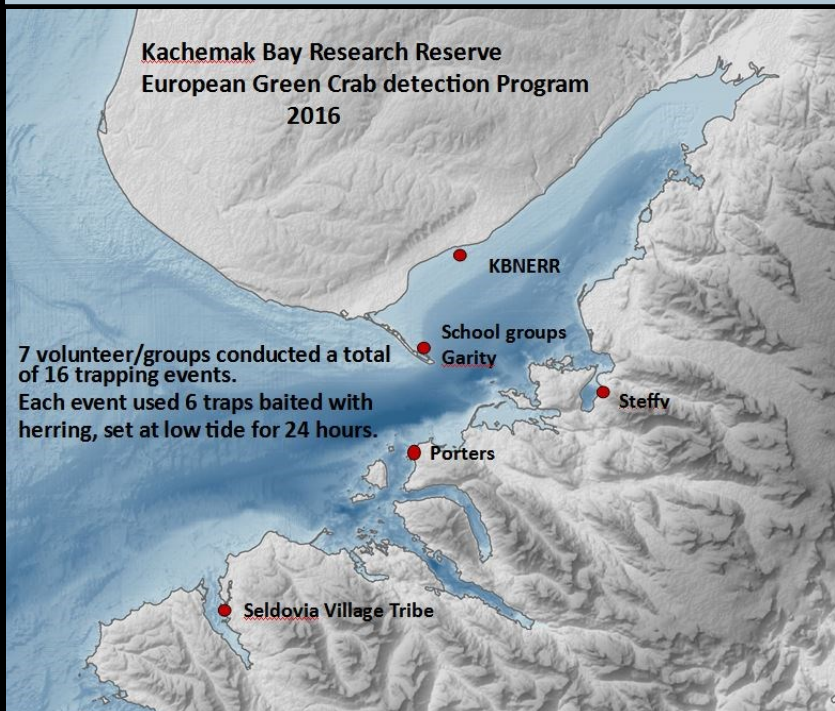 Kachemak Bay Research Reserve
European Green Crab detection Program
2016
KBNERR
School groups
Garity
7 volunteer/groups conducted a total
of 16 trapping events.
Each event used 6 traps baited with
herring, set at low tide for 24 hours.
Steffy
Porters
Seldovia Village Tribe